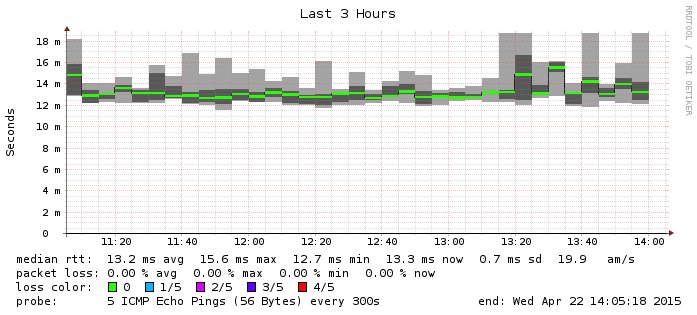 Last 3 Hours
RRDTOOL / TOBI OETIKER
Seconds
18 m
16 m
14 m
12 m
10 m
8 m
6 m
4 m
2 m
0
11:20 11:40 12:00 12:20 12:40 13:00 13:20 13:40 14:00
median rtt: 13.2 ms avg 15.6 ms max 12.7 ms min 13.3 ms now 0.7 ms sd 19.9 am/s
packet loss: 0.00 % avg 0.00 % max 0.00 % min 0.00 % now
loss color: 0 1/5 2/5 3/5 4/5
probe: 5 ICMP Echo Pings (56 Bytes) every 300s end: Wed Apr 22 14:05:18 2015